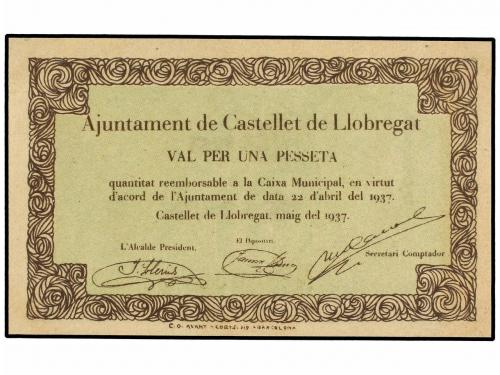 Ajuntament de Castellet de Llobregat
VAL PER UNA PESSETA
quantitat reemborsable a la Caixa Municipal, en virtut
d'acord de l'Ajuntament de data 22 d'abril del 1937.
Castellet de Llobregat, maig del 1937.
L'Alcalde President,
El Dipositari,
Secretari Comptador